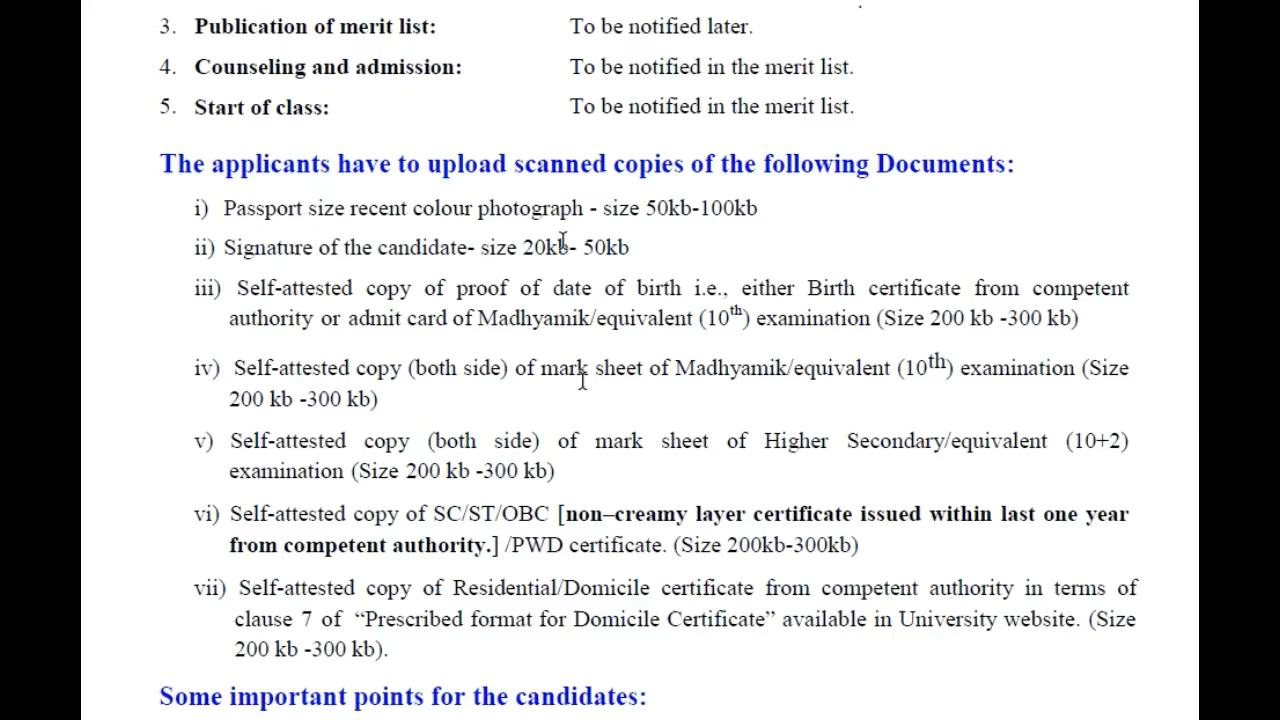 3. Publication of merit list: To be notified later.
4. Counseling and admission: To be notified in the merit list.
5. Start of class: To be notified in the merit list.
The applicants have to upload scanned copies of the following Documents:
i) Passport size recent colour photograph - size 50kb-100kb
ii) Signature of the candidate- size 20kb- 50kb
iii) Self-attested copy of proof of date of birth i.e., either Birth certificate from competent
authority or admit card of Madhyamik/equivalent (10th) examination (Size 200 kb -300 kb)
iv) Self-attested copy (both side) of mark sheet of Madhyamik/equivalent (10th) examination (Size
200 kb -300 kb)
v) Self-attested copy (both side) of mark sheet of Higher Secondary/equivalent (10+2)
examination (Size 200 kb -300 kb)
vi) Self-attested copy of SC/ST/OBC [non–creamy layer certificate issued within last one year
from competent authority.] /PWD certificate. (Size 200kb-300kb)
vii) Self-attested copy of Residential/Domicile certificate from competent authority in terms of
clause 7 of “Prescribed format for Domicile Certificate” available in University website. (Size
200 kb -300 kb).
Some important points for the candidates: